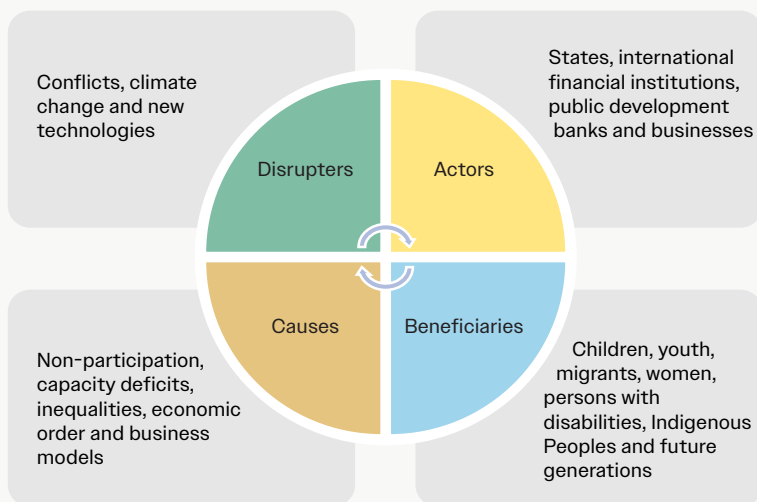 Conflicts, climate
change and new
technologies
States, international
financial institutions,
public development
banks and businesses
Disrupters
Actors
Causes
Beneficiaries
Non-participation,
capacity deficits,
inequalities, economic
order and business
models
Children, youth,
migrants, women,
persons with
disabilities, Indigenous
Peoples and future
generations